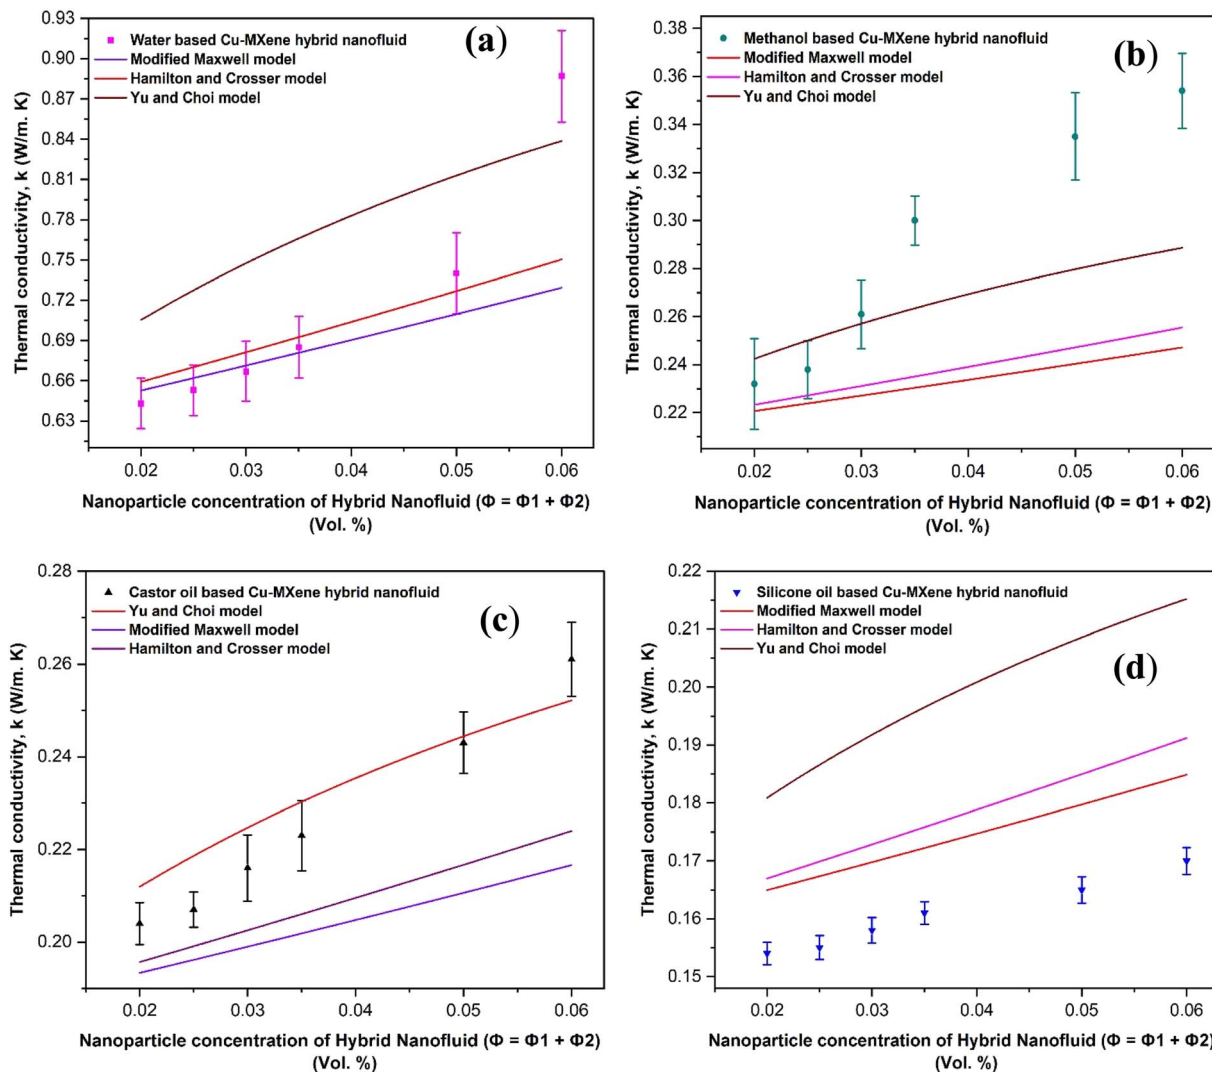 0.93
0.90
0.87
0.84
0.81
0.78
0.75
0.72
0.69
0.66
0.63
Thermal conductivity, k (W/m. K)
Water based Cu-MXene hybrid nanofluid
Modified Maxwell model
Hamilton and Crosser model
Yu and Choi model
(a)
0.02 0.03 0.04 0.05 0.06
Nanoparticle concentration of Hybrid Nanofluid (Φ = Φ1 + Φ2)
(Vol. %)
0.38
0.36
0.34
0.32
0.30
0.28
0.26
0.24
0.22
Thermal conductivity, k (W/m. K)
Methanol based Cu-MXene hybrid nanofluid
Modified Maxwell model
Hamilton and Crosser model
Yu and Choi model
(b)
0.02 0.03 0.04 0.05 0.06
Nanoparticle concentration of Hybrid Nanofluid (Φ = Φ1 + Φ2)
(Vol. %)
0.28
0.26
0.24
0.22
0.20
Thermal conductivity, k (W/m. K)
Castor oil based Cu-MXene hybrid nanofluid
Yu and Choi model
Modified Maxwell model
Hamilton and Crosser model
(c)
0.02 0.03 0.04 0.05 0.06
Nanoparticle concentration of Hybrid Nanofluid (Φ = Φ1 + Φ2)
(Vol. %)
0.22
0.21
0.20
0.19
0.18
0.17
0.16
0.15
Thermal conductivity, k (W/m. K)
Silicone oil based Cu-MXene hybrid nanofluid
Modified Maxwell model
Hamilton and Crosser model
Yu and Choi model
(d)
0.02 0.03 0.04 0.05 0.06
Nanoparticle concentration of Hybrid Nanofluid (Φ = Φ1 + Φ2)
(Vol. %)